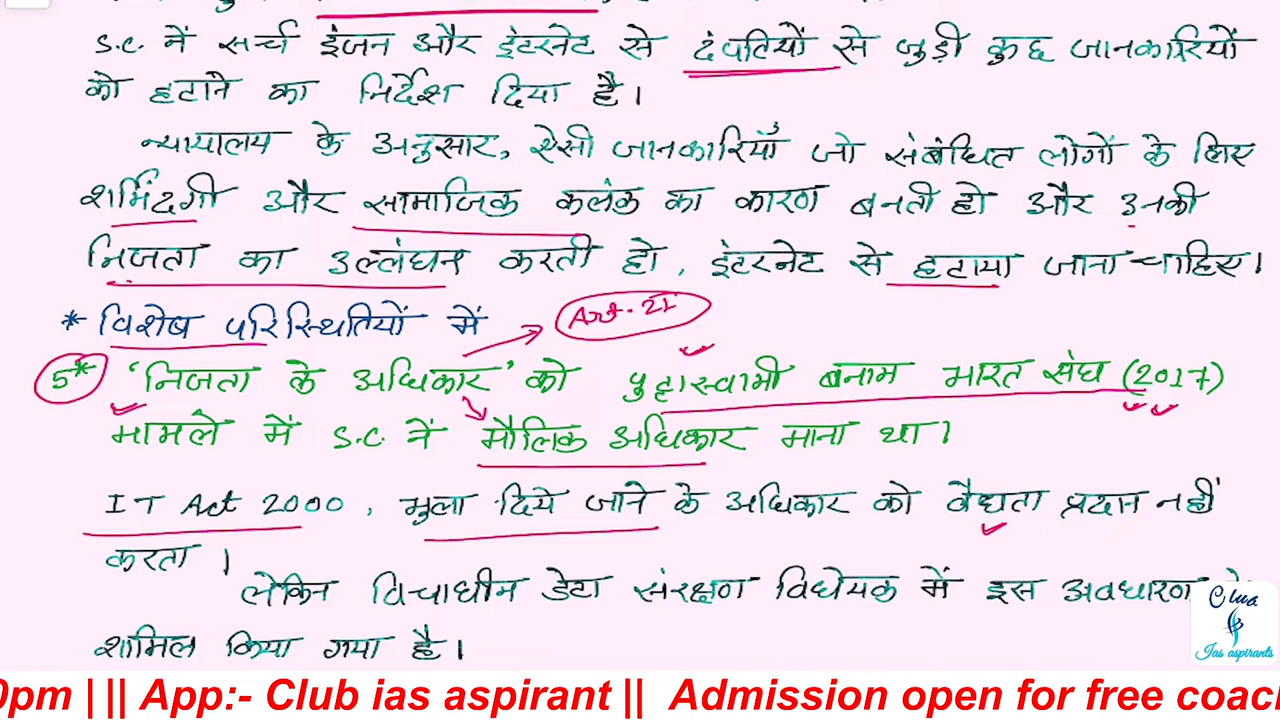 S.C. ने सर्च इंजन और इंटरनेट से दंपतियों से जुड़ी कुछ जानकारियों
को हटाने का निर्देश दिया है।
न्यायालय के अनुसार, ऐसी जानकारियाँ जो संबंधित लोगों के लिए
शर्मिंदगी और सामाजिक कलंक का कारण बनती हो और उनकी
निजता का उल्लंघन करती हो, इंटरनेट से हटाया जाना चाहिए।
* विशेष परिस्थितियों में
Art. 21
5* 'निजता के अधिकार' को पुट्टास्वामी बनाम भारत संघ (2017)
मामले में S.C. ने मौलिक अधिकार माना था।
IT Act 2000, भुला दिये जाने के अधिकार को वैद्यता प्रदान नहीं
करता।
लेकिन विचाधीन डेटा संरक्षण विधेयक में इस अवधारण
शामिल किया गया है।
Club
Ias aspirants
0pm | || App:- Club ias aspirant || Admission open for free coac